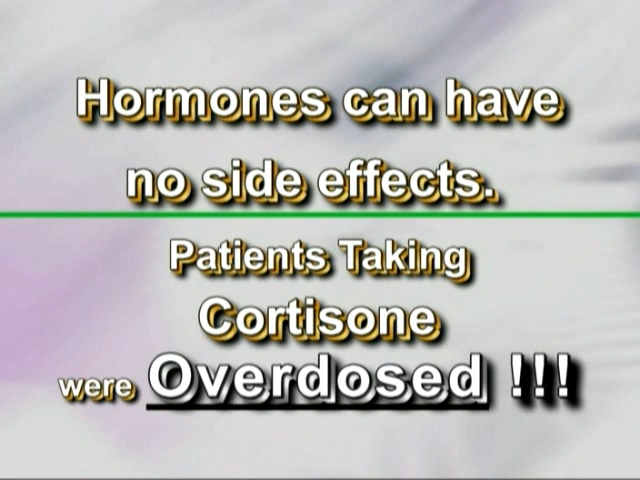 Hormones can have
no side effects.
Patients Taking
Cortisone
were Overdosed !!!